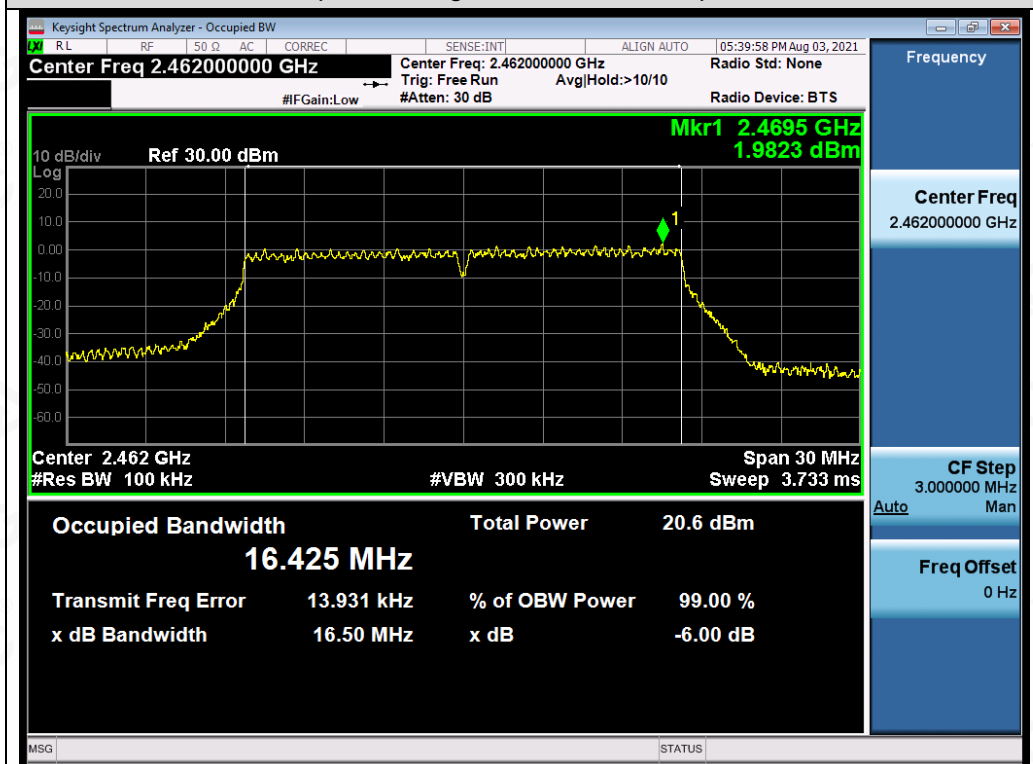 Keysight Spectrum Analyzer - Occupied BW
LXI RL RF 50 Ω AC CORREC SENSE:INT ALIGN AUTO 05:39:58 PM Aug 03, 2021
Center Freq 2.462000000 GHz
Center Freq: 2.462000000 GHz
Radio Std: None
Trig: Free Run Avg|Hold:>10/10
#IFGain:Low
#Atten: 30 dB
Radio Device: BTS
Mkr1 2.4695 GHz
1.9823 dBm
10 dB/div Ref 30.00 dBm
Log
20.0
10.0
0.00
-10.0
-20.0
-30.0
-40.0
-50.0
-60.0
1
Center 2.462 GHz
Span 30 MHz
#Res BW 100 kHz
#VBW 300 kHz
Sweep 3.733 ms
Occupied Bandwidth
16.425 MHz
Total Power 20.6 dBm
Transmit Freq Error 13.931 kHz
% of OBW Power 99.00 %
x dB Bandwidth 16.50 MHz
x dB -6.00 dB
Frequency
Center Freq
2.462000000 GHz
CF Step
3.000000 MHz
Auto Man
Freq Offset
0 Hz
MSG
STATUS